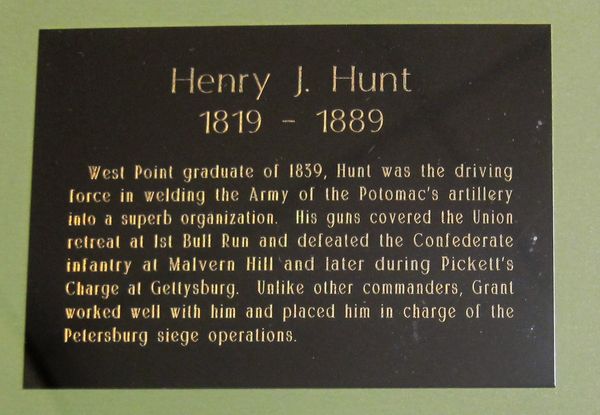 Henry J. Hunt
1819 - 1889
West Point graduate of 1839, Hunt was the driving
force in welding the Army of the Potomac's artillery
into a superb organization. His guns covered the Union
retreat at 1st Bull Run and defeated the Confederate
infantry at Malvern Hill and later during Pickett's
Charge at Gettysburg. Unlike other commanders, Grant
worked well with him and placed him in charge of the
Petersburg siege operations.